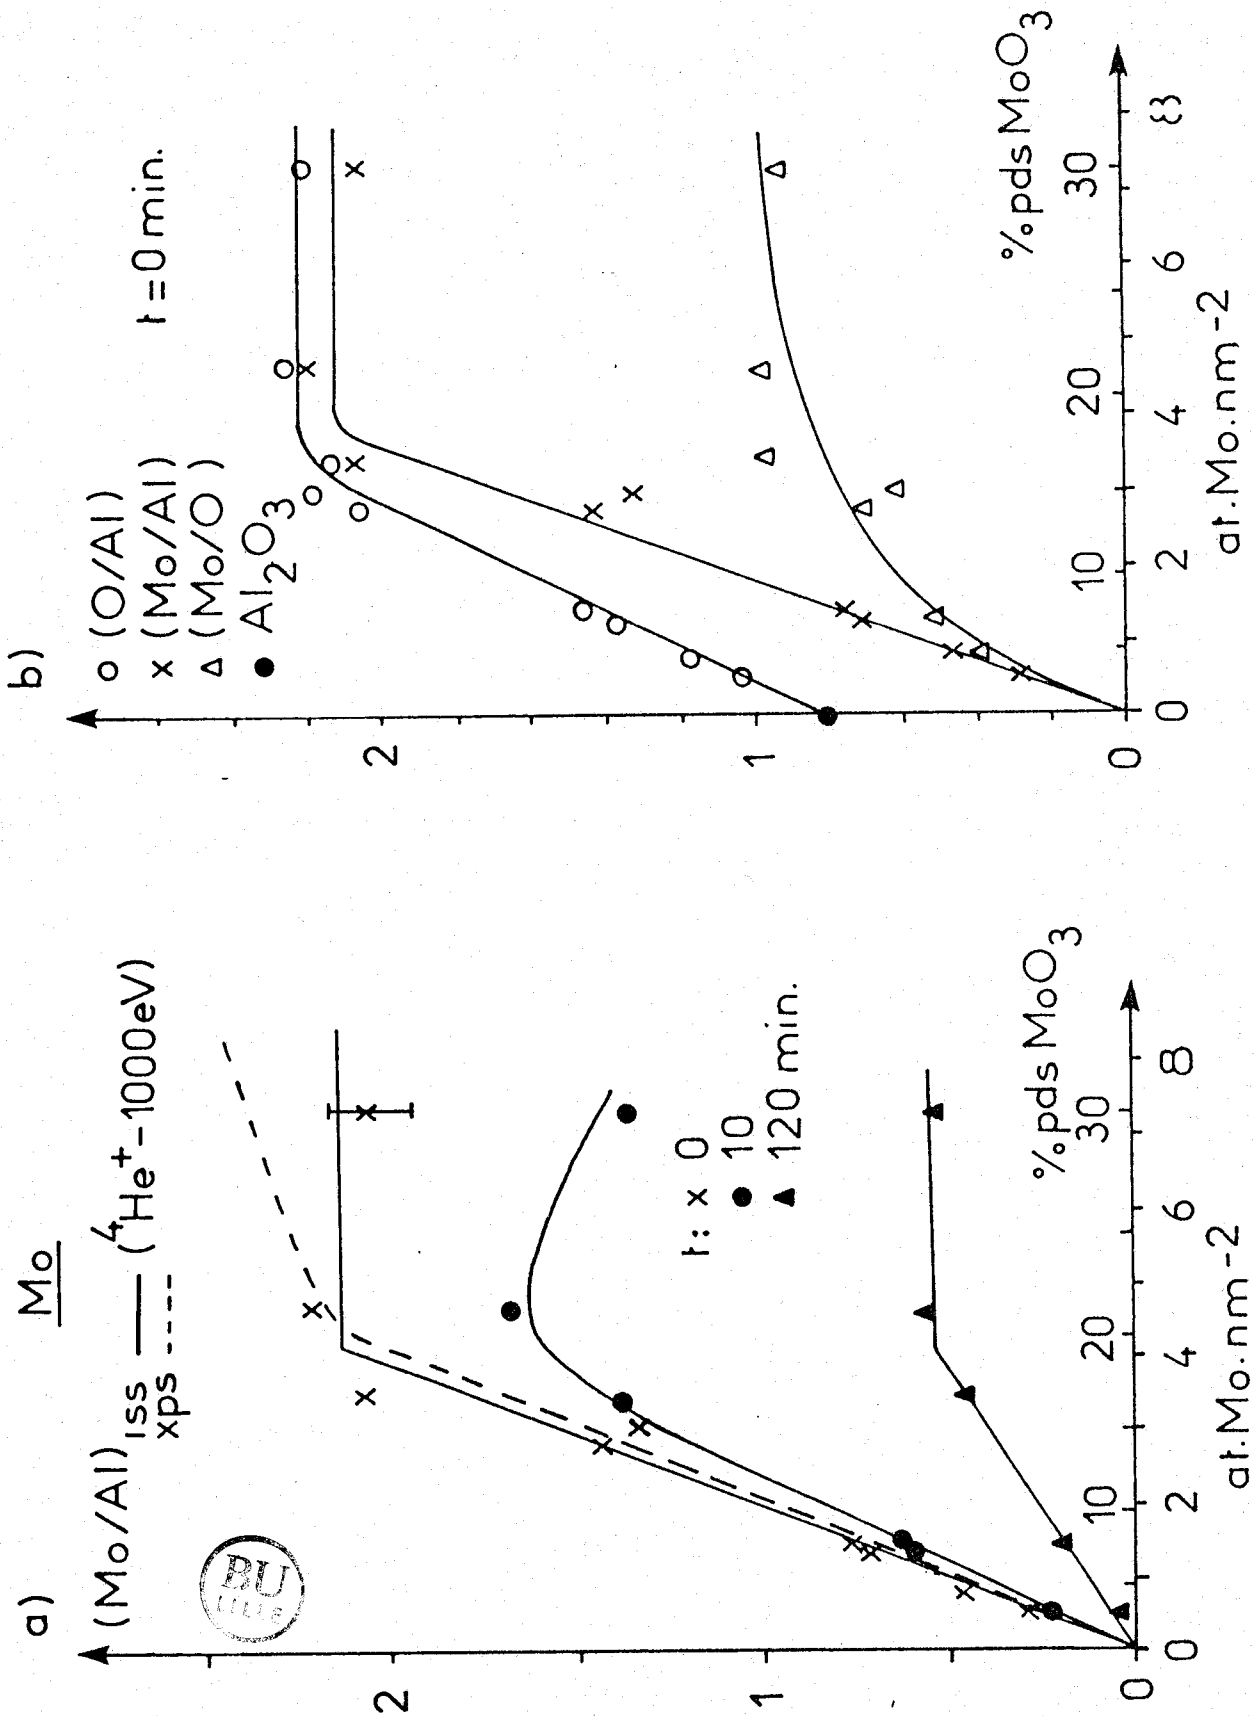 Mo
a)
(Mo/Al)
ISS —— (⁴He⁺-1000eV)
xps ----
BU
LILLE
t: x 0
● 10
▲ 120 min.
2
1
0
0
10
20
30
% pds MoO₃
0
2
4
6
8
at.Mo.nm⁻²
b)
○ (O/Al)
x (Mo/Al)
△ (Mo/O)
● Al₂O₃
t=0 min.
2
1
0
10
20
30
% pds MoO₃
0
2
4
6
8
at.Mo.nm⁻²